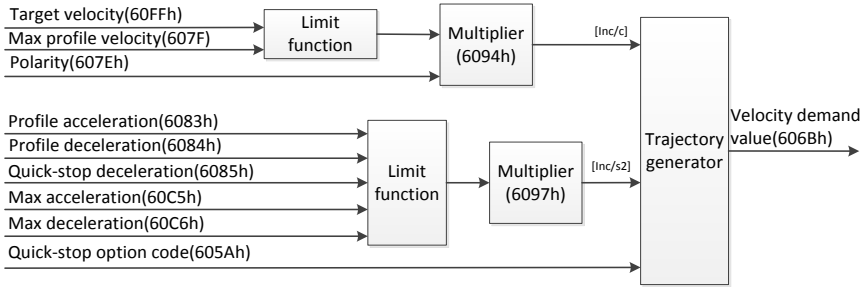 Target velocity(60FFh)
Max profile velocity(607F)
Polarity(607Eh)
Limit
function
Multiplier
(6094h)
[Inc/c]
Profile acceleration(6083h)
Profile deceleration(6084h)
Quick-stop deceleration(6085h)
Max acceleration(60C5h)
Max deceleration(60C6h)
Quick-stop option code(605Ah)
Limit
function
Multiplier
(6097h)
[Inc/s2]
Trajectory
generator
Velocity demand
value(606Bh)